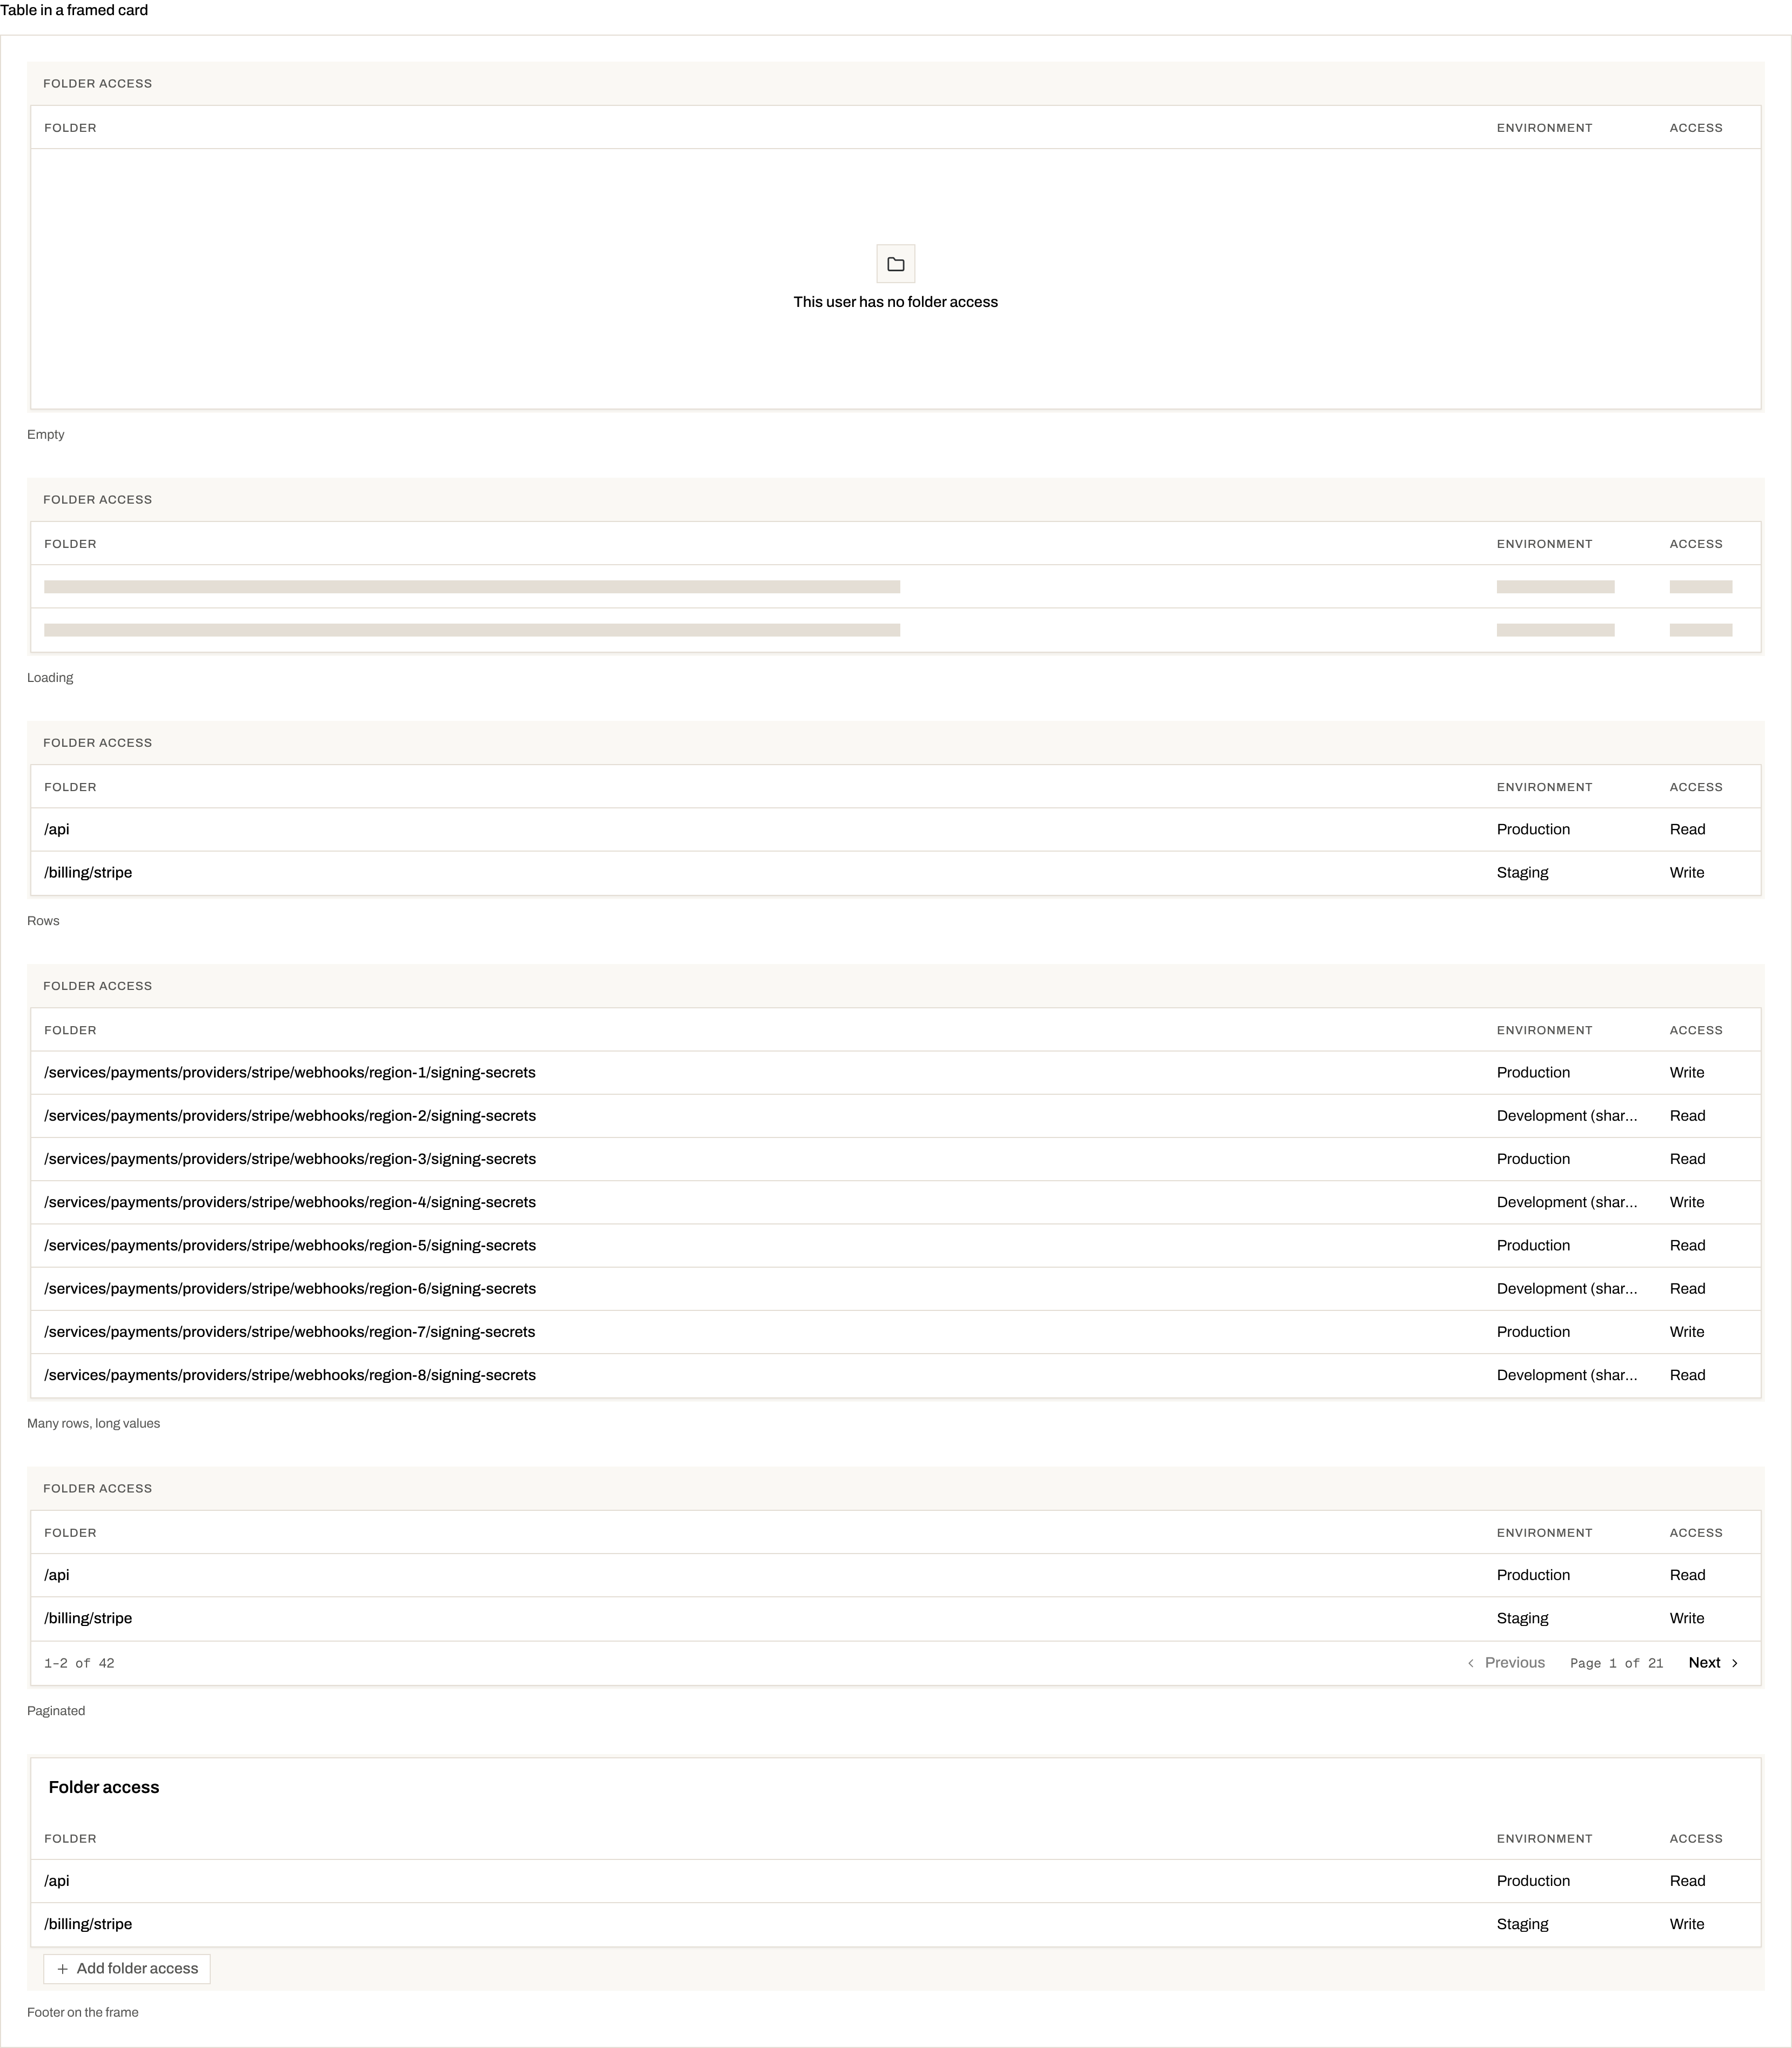 Table in a framed card
FOLDER ACCESS
FOLDER ENVIRONMENT ACCESS
This user has no folder access
Empty
FOLDER ACCESS
FOLDER ENVIRONMENT ACCESS
Loading
FOLDER ACCESS
FOLDER ENVIRONMENT ACCESS
/api Production Read
/billing/stripe Staging Write
Rows
FOLDER ACCESS
FOLDER ENVIRONMENT ACCESS
/services/payments/providers/stripe/webhooks/region-1/signing-secrets Production Write
/services/payments/providers/stripe/webhooks/region-2/signing-secrets Development (shar... Read
/services/payments/providers/stripe/webhooks/region-3/signing-secrets Production Read
/services/payments/providers/stripe/webhooks/region-4/signing-secrets Development (shar... Write
/services/payments/providers/stripe/webhooks/region-5/signing-secrets Production Read
/services/payments/providers/stripe/webhooks/region-6/signing-secrets Development (shar... Read
/services/payments/providers/stripe/webhooks/region-7/signing-secrets Production Write
/services/payments/providers/stripe/webhooks/region-8/signing-secrets Development (shar... Read
Many rows, long values
FOLDER ACCESS
FOLDER ENVIRONMENT ACCESS
/api Production Read
/billing/stripe Staging Write
1–2 of 42 Previous Page 1 of 21 Next
Paginated
Folder access
FOLDER ENVIRONMENT ACCESS
/api Production Read
/billing/stripe Staging Write
Add folder access
Footer on the frame